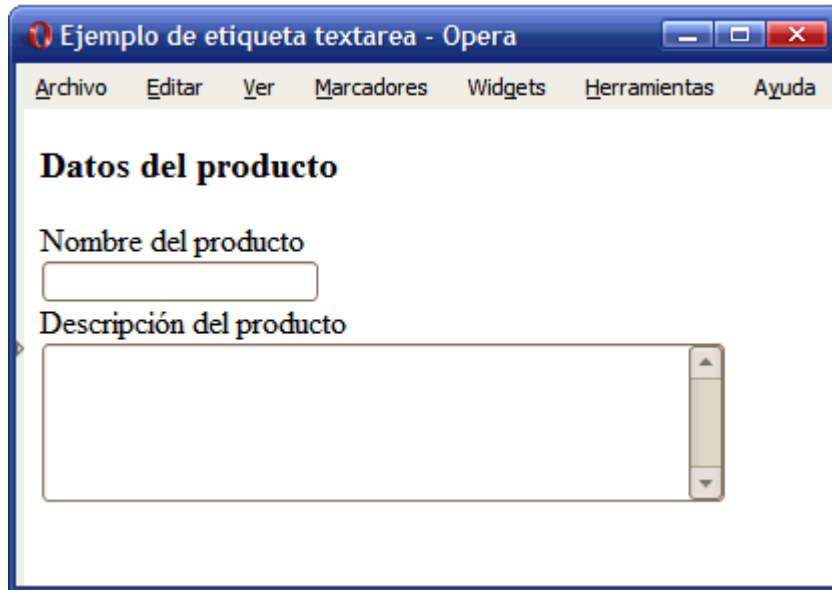 Ejemplo de etiqueta textarea - Opera
Archivo Editar Ver Marcadores Widgets Herramientas Ayuda
Datos del producto
Nombre del producto
Descripción del producto